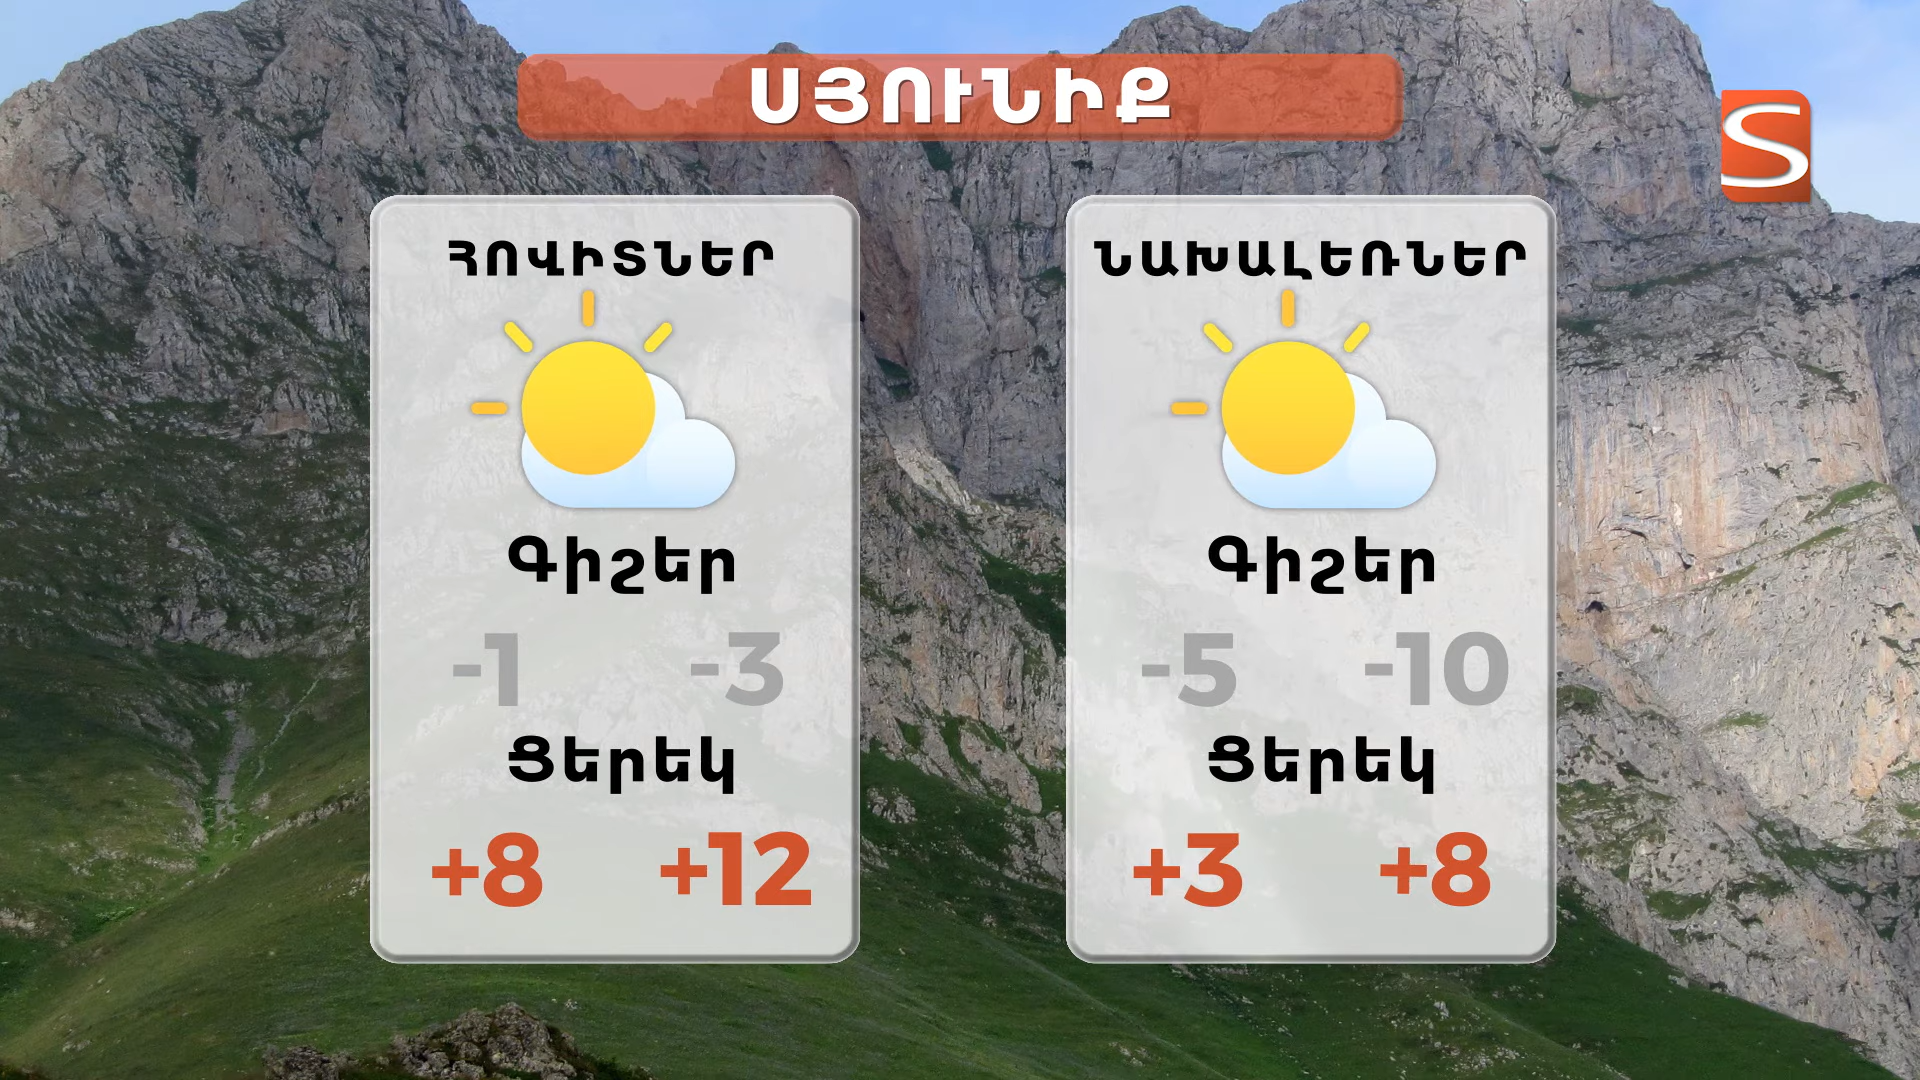 ՍՅՈՒՆԻՔ
S
ՀՈՎԻՏՆԵՐ
Գիշեր
-1 -3
Ցերեկ
+8 +12
ՆԱԽԱԼԵՌՆԵՐ
Գիշեր
-5 -10
Ցերեկ
+3 +8